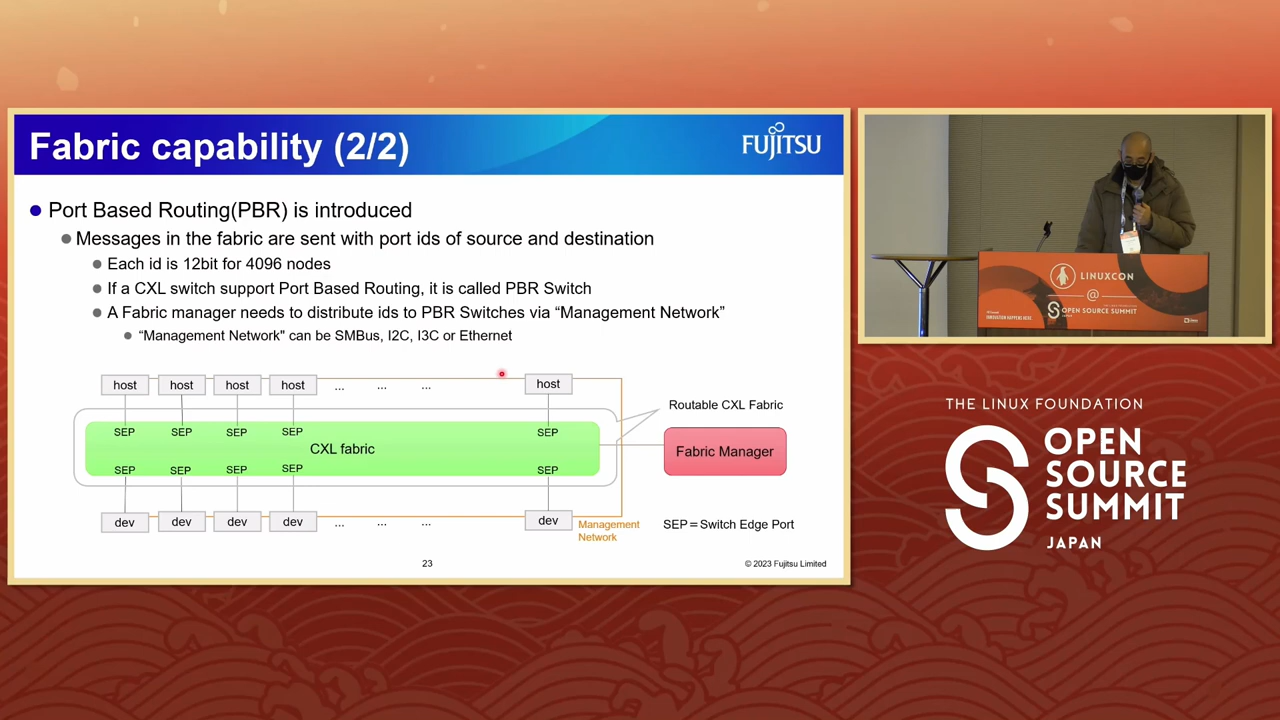 Fabric capability (2/2)
FUJITSU
Port Based Routing(PBR) is introduced
Messages in the fabric are sent with port ids of source and destination
Each id is 12bit for 4096 nodes
If a CXL switch support Port Based Routing, it is called PBR Switch
A Fabric manager needs to distribute ids to PBR Switches via “Management Network”
“Management Network" can be SMBus, I2C, I3C or Ethernet
host host host host ... ... ... host
Routable CXL Fabric
SEP SEP SEP SEP SEP
CXL fabric
Fabric Manager
SEP SEP SEP SEP SEP
dev dev dev dev ... ... ... dev
Management
Network
SEP=Switch Edge Port
23
© 2023 Fujitsu Limited
LINUXCON
@
OPEN SOURCE SUMMIT
THE LINUX FOUNDATION
OPEN
SOURCE
SUMMIT
JAPAN